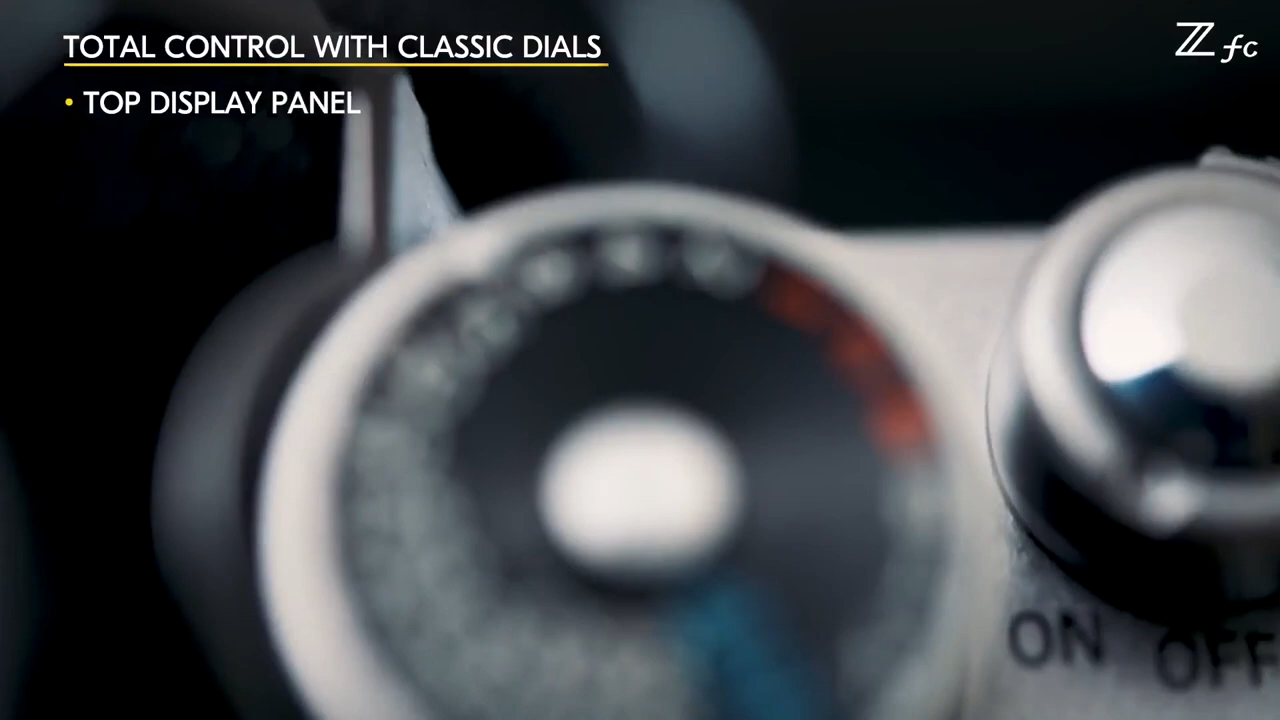 TOTAL CONTROL WITH CLASSIC DIALS
Z fc
• TOP DISPLAY PANEL
ON OFF